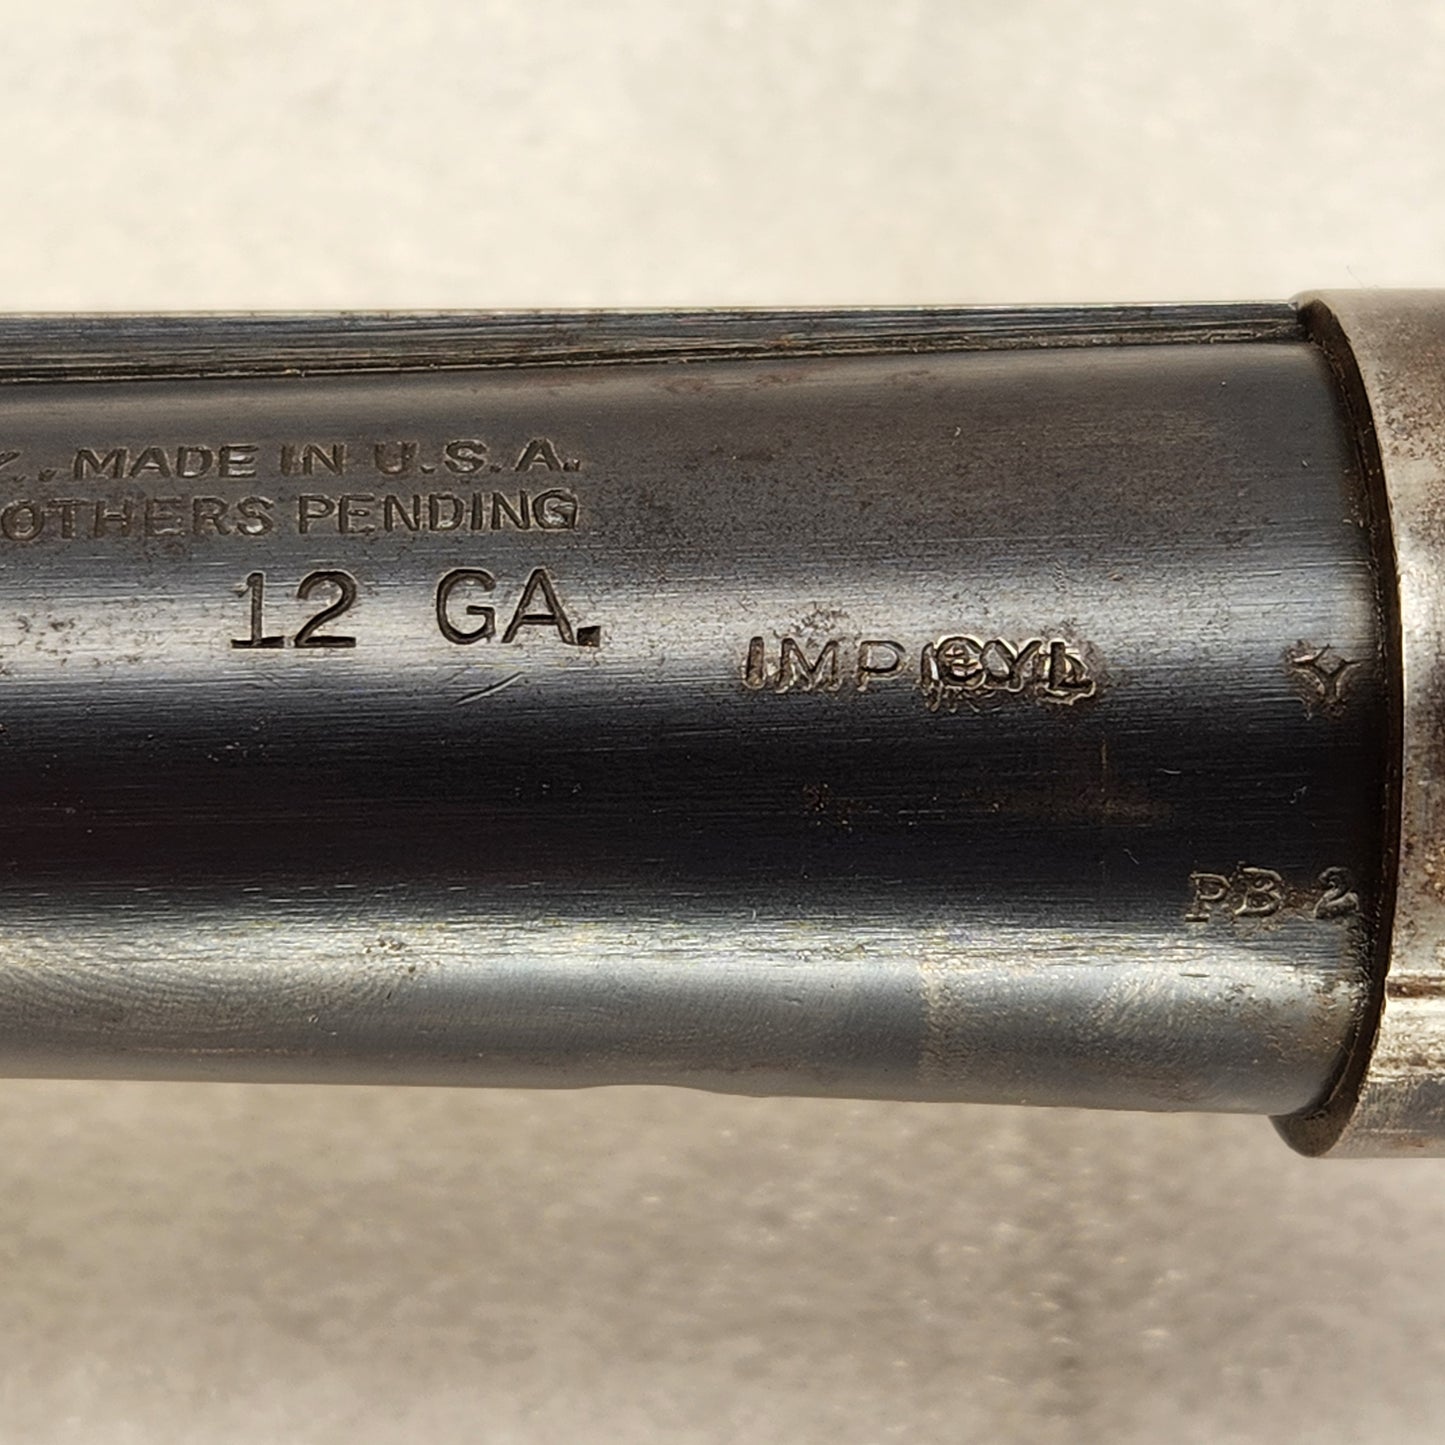 . MADE IN U.S.A.
OTHERS PENDING
12 GA.
IMP CYL
PB 2